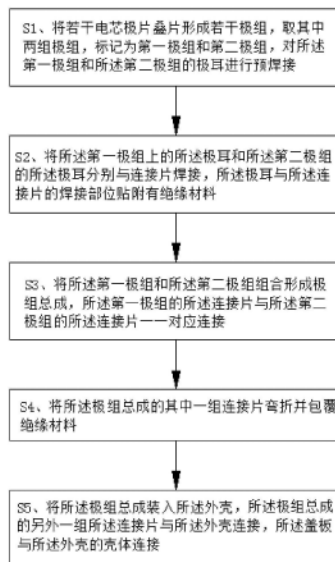 S1、将若干电芯极片叠片形成若干极组，取其中
两组极组，标记为第一极组和第二极组，对所述
第一极组和所述第二极组的极耳进行预焊接
S2、将所述第一极组上的所述极耳和所述第二极组
的所述极耳分别与连接片焊接，所述极耳与所述连
接片的焊接部位贴附有绝缘材料
S3、将所述第一极组和所述第二极组组合形成极
组总成，所述第一极组的所述连接片与所述第二
极组的所述连接片一一对应连接
S4、将所述极组总成的其中一组连接片弯折并包覆
绝缘材料
S5、将所述极组总成装入所述外壳，所述极组总成
的另外一组所述连接片与所述外壳连接，所述盖板
与所述外壳的壳体连接